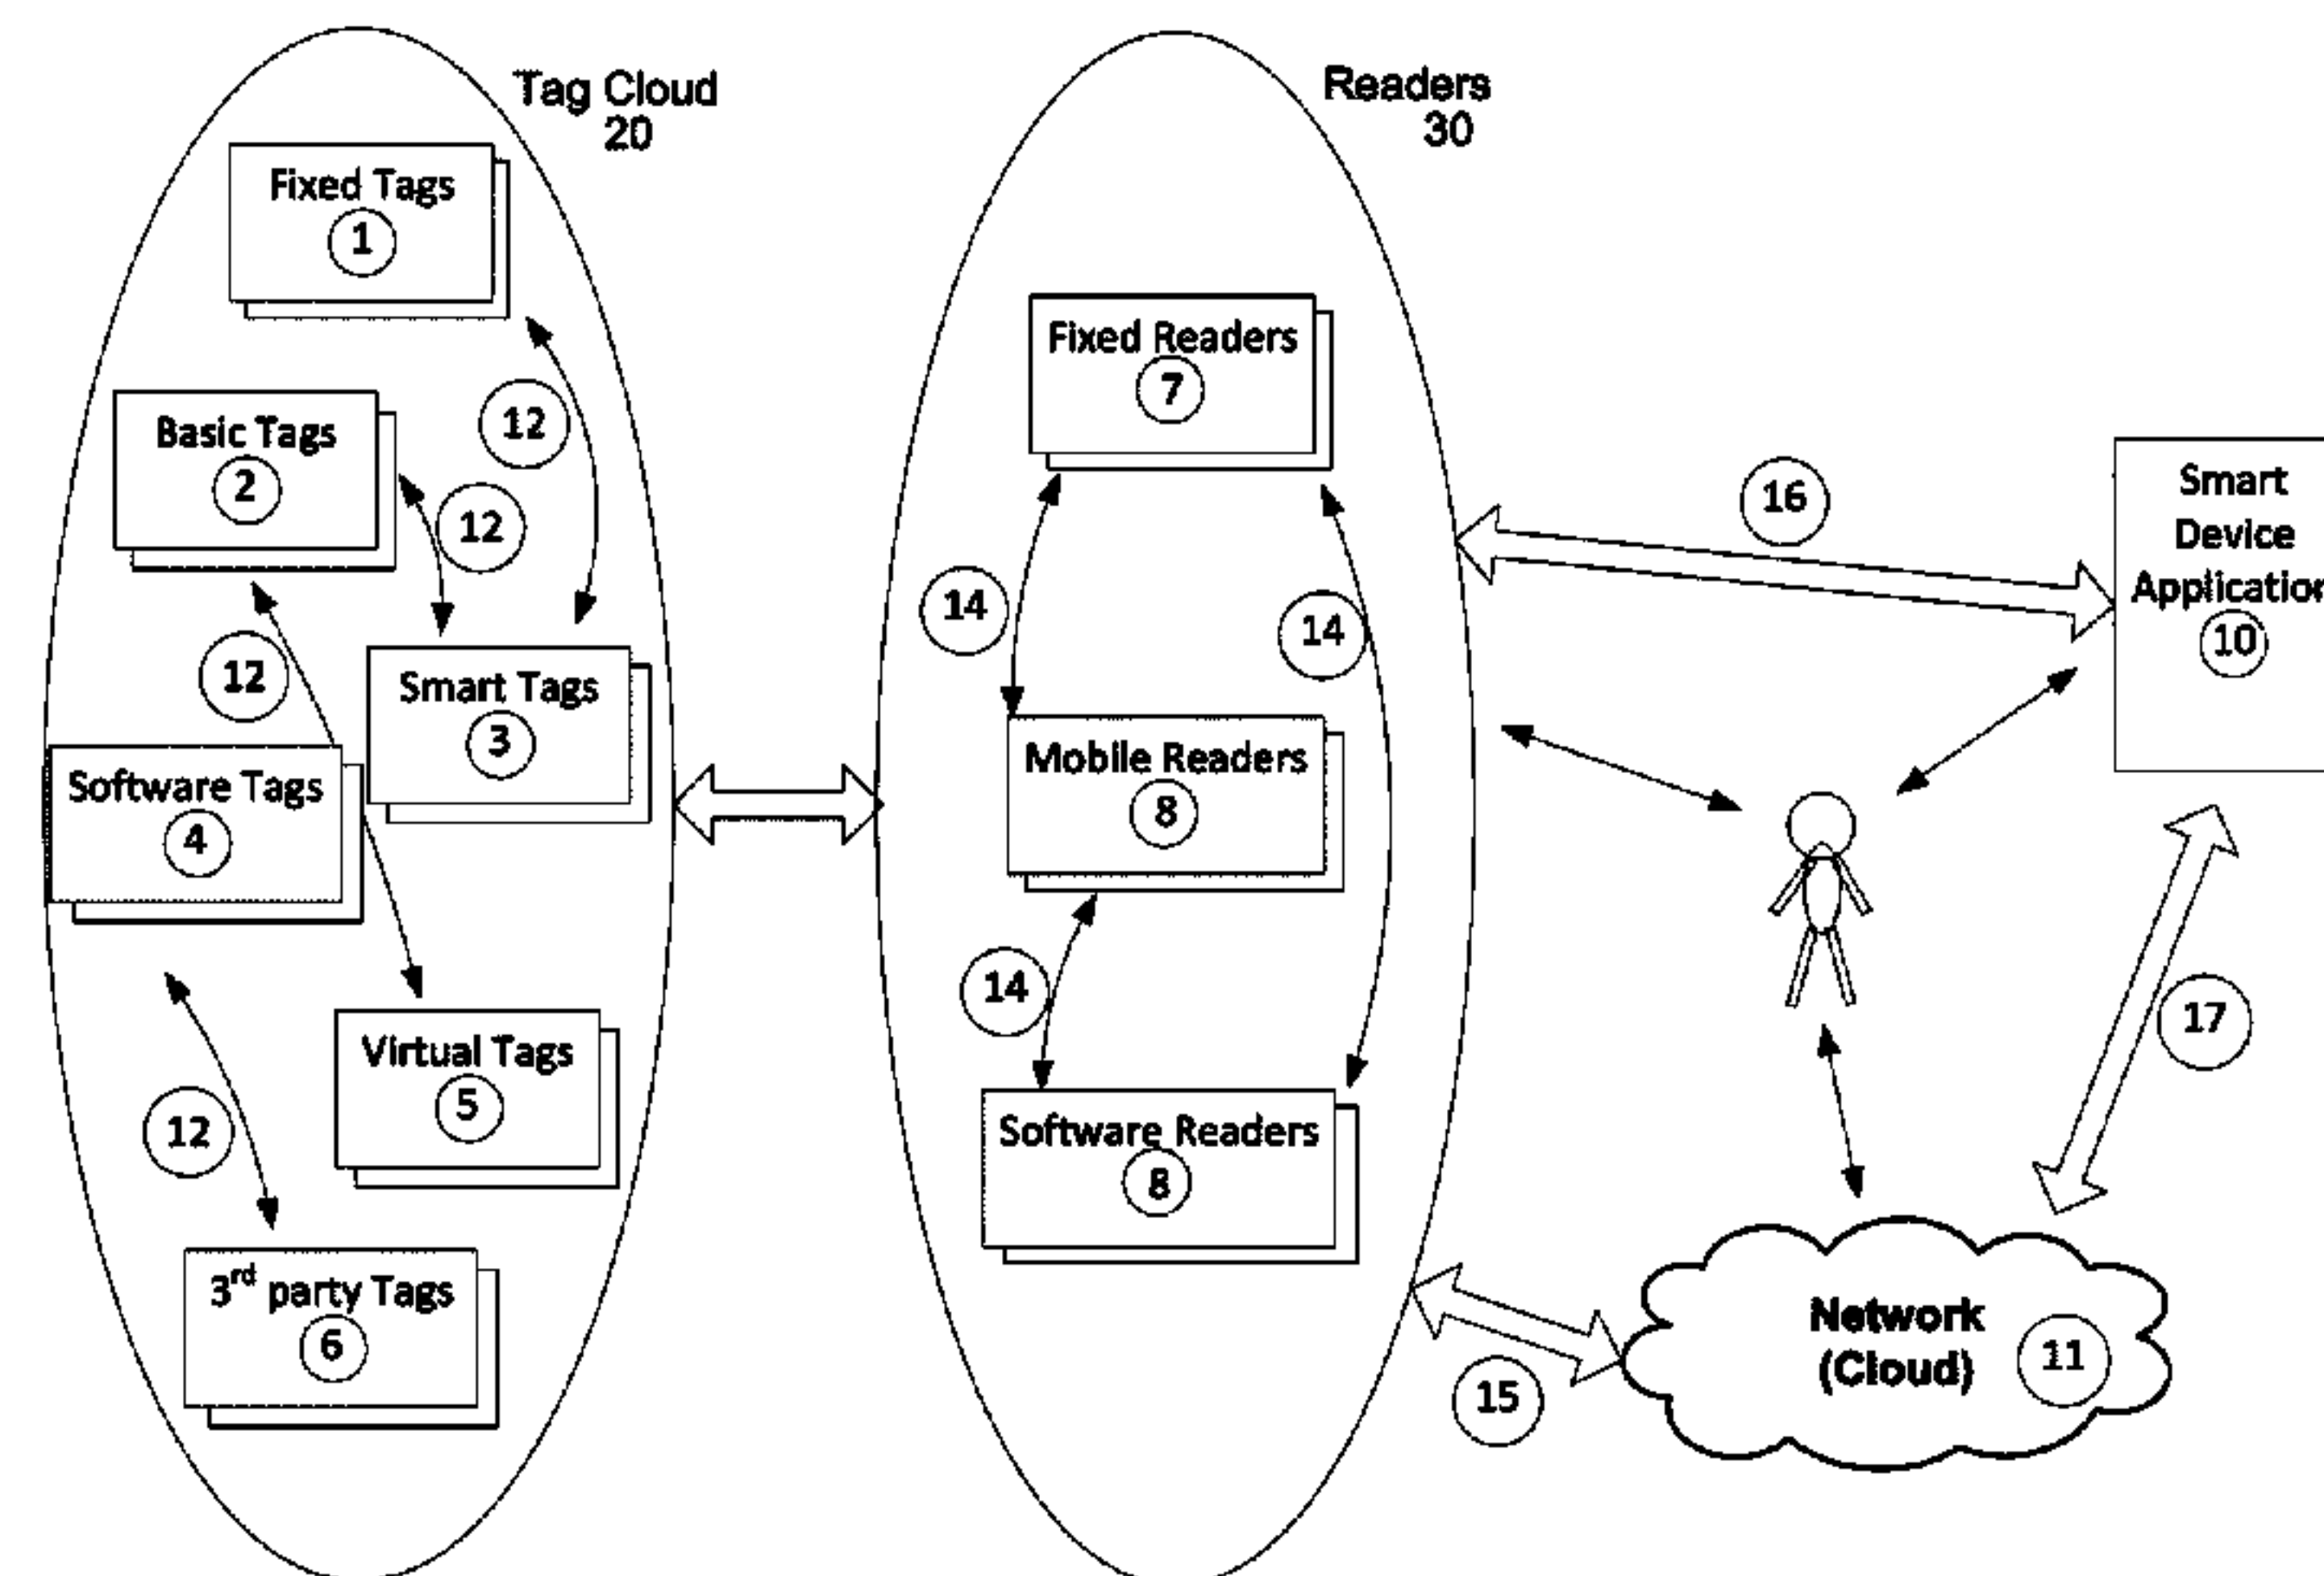 Tag Cloud
20
Fixed Tags
1
12
Basic Tags
2
12
12
Smart Tags
3
Software Tags
4
Virtual Tags
5
12
3rd party Tags
6
Readers
30
Fixed Readers
7
14
14
Mobile Readers
8
14
Software Readers
8
16
Smart
Device
Application
10
17
15
Network
(Cloud)
11